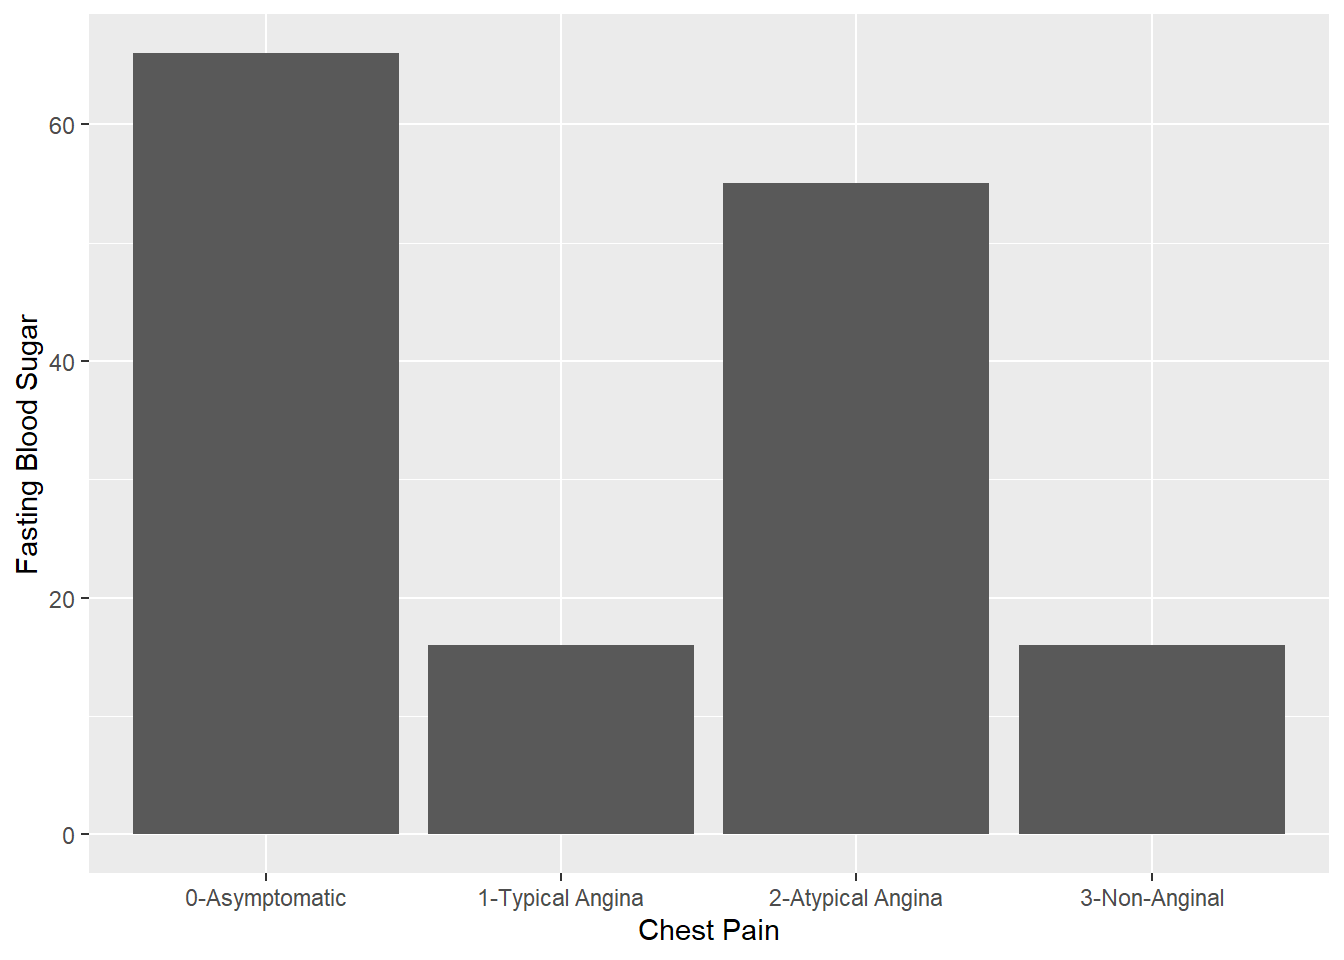 Fasting Blood Sugar
60
40
20
0
0-Asymptomatic 1-Typical Angina 2-Atypical Angina 3-Non-Anginal
Chest Pain